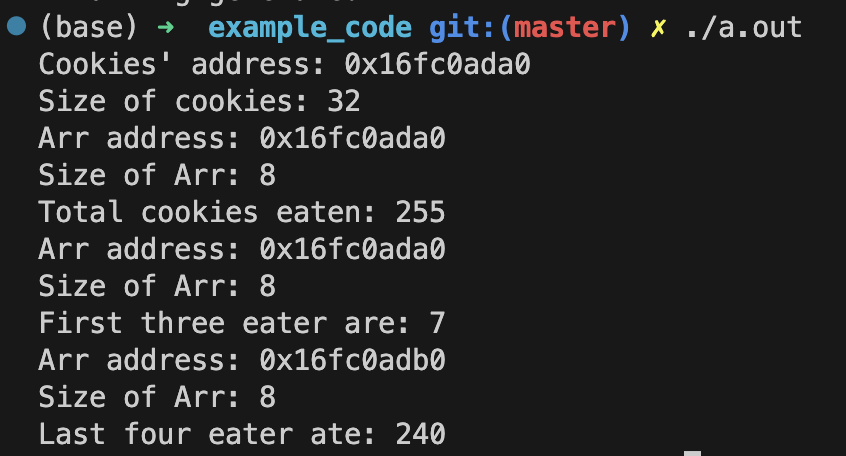 (base) ➜ example_code git:(master) ✗ ./a.out
Cookies' address: 0x16fc0ada0
Size of cookies: 32
Arr address: 0x16fc0ada0
Size of Arr: 8
Total cookies eaten: 255
Arr address: 0x16fc0ada0
Size of Arr: 8
First three eater are: 7
Arr address: 0x16fc0adb0
Size of Arr: 8
Last four eater ate: 240